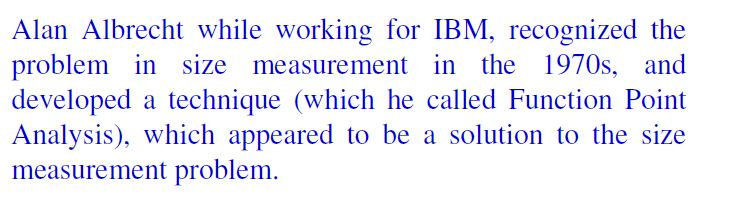 Alan Albrecht while working for IBM, recognized the
problem in size measurement in the 1970s, and
developed a technique (which he called Function Point
Analysis), which appeared to be a solution to the size
measurement problem.